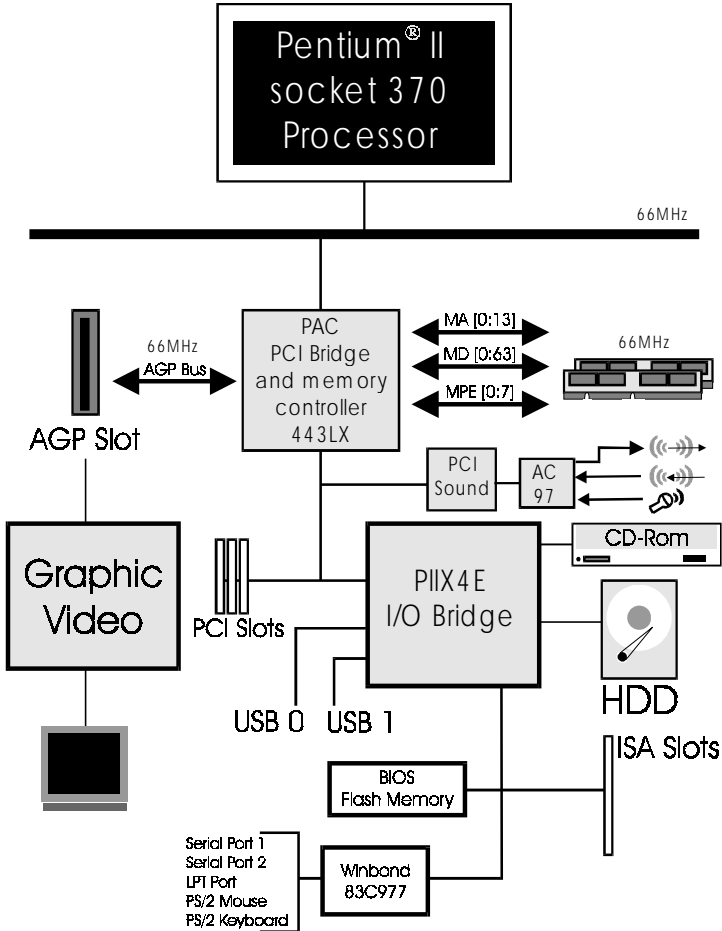 Pentium® II
socket 370
Processor
66MHz
PAC
PCI Bridge
and memory
controller
443LX
66MHz
AGP Bus
MA [0:13]
MD [0:63]
MPE [0:7]
66MHz
AGP Slot
PCI
Sound
AC
97
CD-Rom
Graphic
Video
PCI Slots
PIIX4E
I/O Bridge
HDD
USB 0
USB 1
ISA Slots
BIOS
Flash Memory
Serial Port 1
Serial Port 2
LPT Port
PS/2 Mouse
PS/2 Keyboard
Winbond
83C977